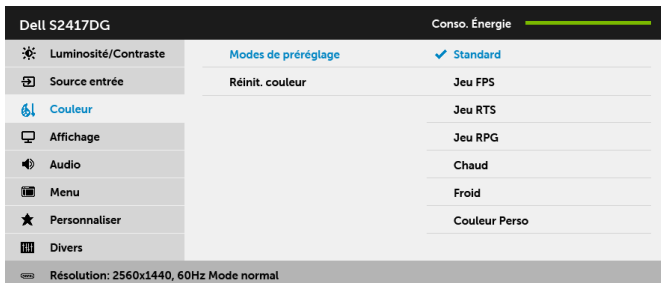 Dell S2417DG Conso. Énergie
Luminosité/Contraste Modes de préréglage Standard
Source entrée Réinit. couleur Jeu FPS
Couleur Jeu RTS
Affichage Jeu RPG
Audio Chaud
Menu Froid
Personnaliser Couleur Perso
Divers
Résolution: 2560x1440, 60Hz Mode normal